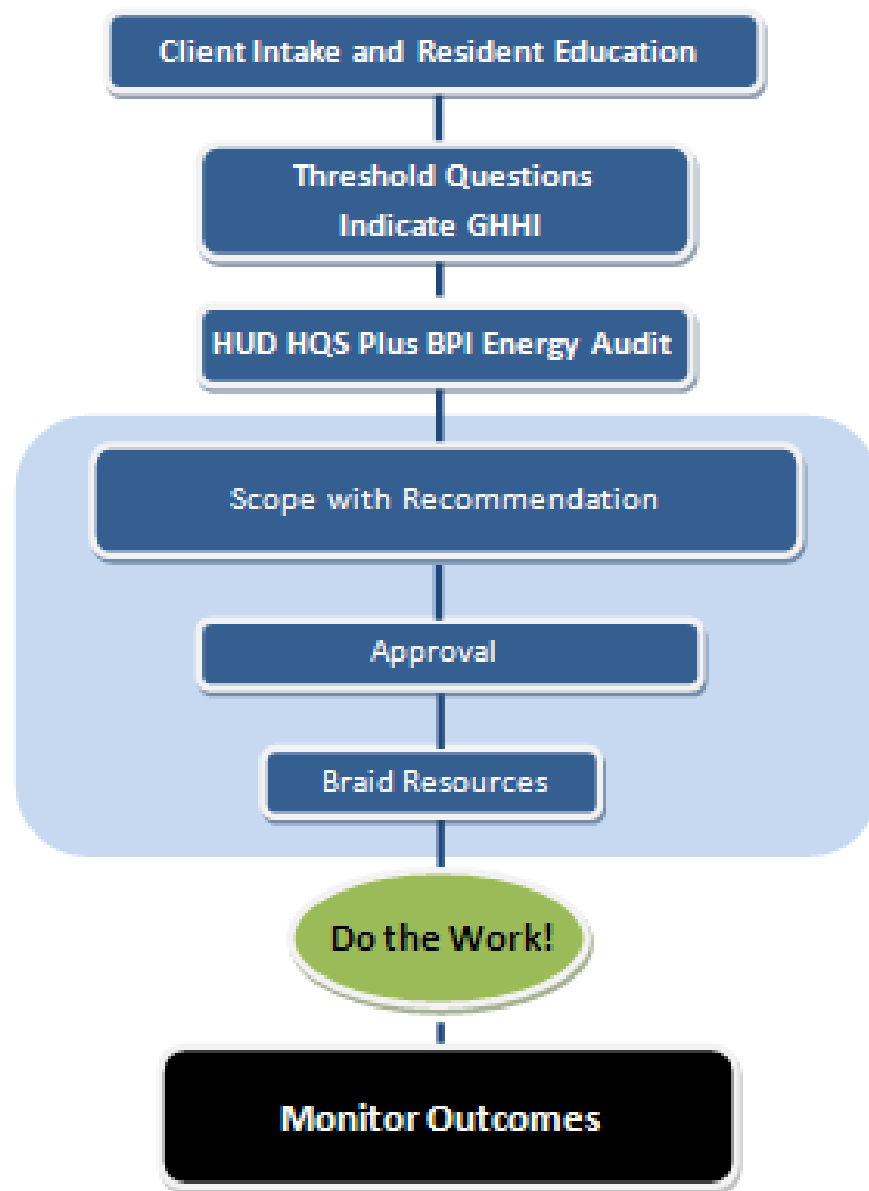 Client Intake and Resident Education
Threshold Questions
Indicate GHHI
HUD HQS Plus BPI Energy Audit
Scope with Recommendation
Approval
Braid Resources
Do the Work!
Monitor Outcomes